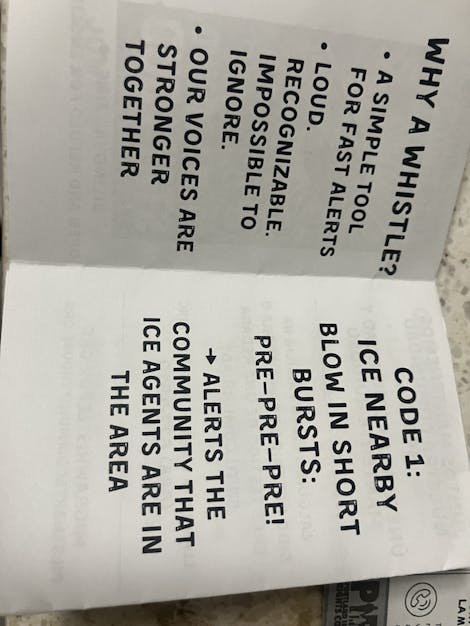 WHY A WHISTLE?
• A SIMPLE TOOL
FOR FAST ALERTS
• LOUD.
RECOGNIZABLE.
IMPOSSIBLE TO
IGNORE.
• OUR VOICES ARE
STRONGER
TOGETHER
CODE 1:
ICE NEARBY
BLOW IN SHORT
BURSTS:
PRE-PRE-PRE!
→ ALERTS THE
COMMUNITY THAT
ICE AGENTS ARE IN
THE AREA